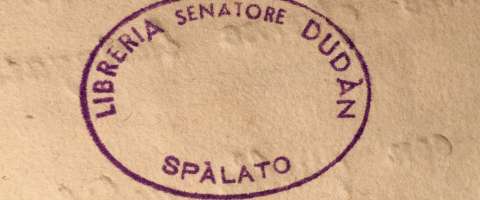 LIBRERIA SENATORE DUDÀN
SPÀLATO